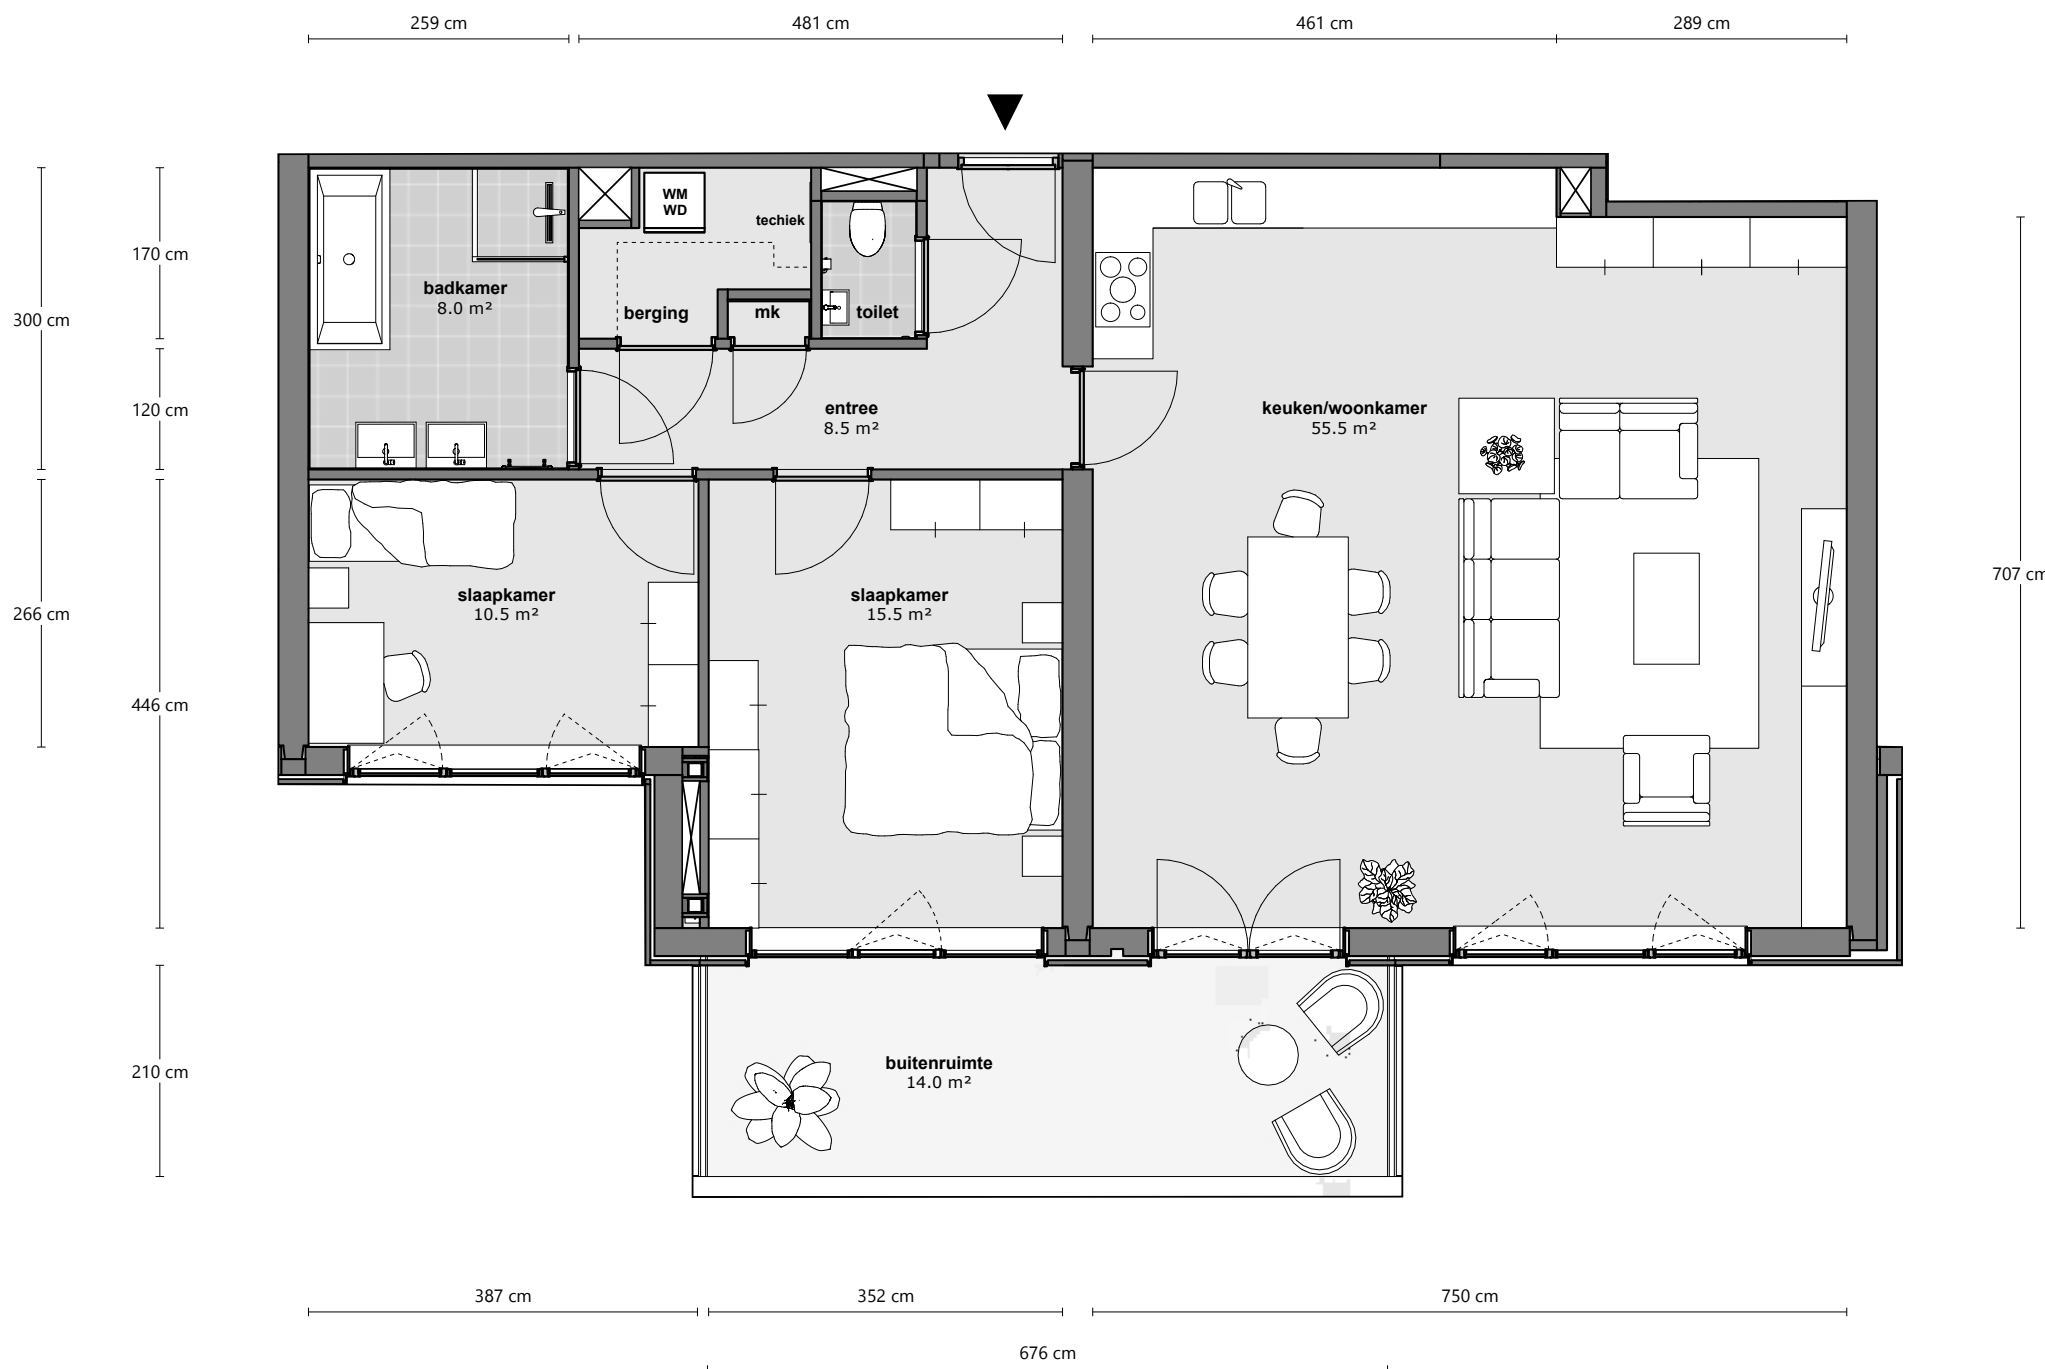 259 cm
481 cm
461 cm
289 cm
WM
WD
techiek
170 cm
badkamer
8.0 m²
berging
mk
toilet
300 cm
120 cm
entree
8.5 m²
keuken/woonkamer
55.5 m²
707 cm
266 cm
slaapkamer
10.5 m²
slaapkamer
15.5 m²
446 cm
210 cm
buitenruimte
14.0 m²
387 cm
352 cm
750 cm
676 cm